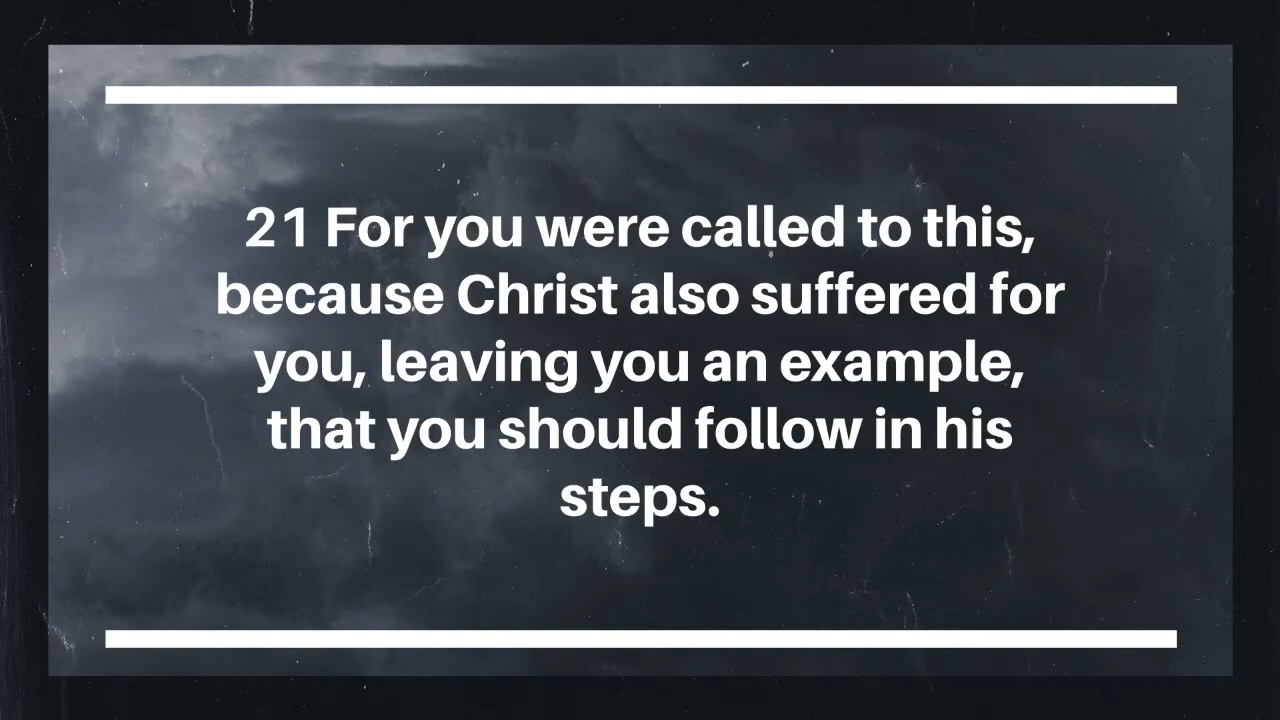 21 For you were called to this,
because Christ also suffered for
you, leaving you an example,
that you should follow in his
steps.